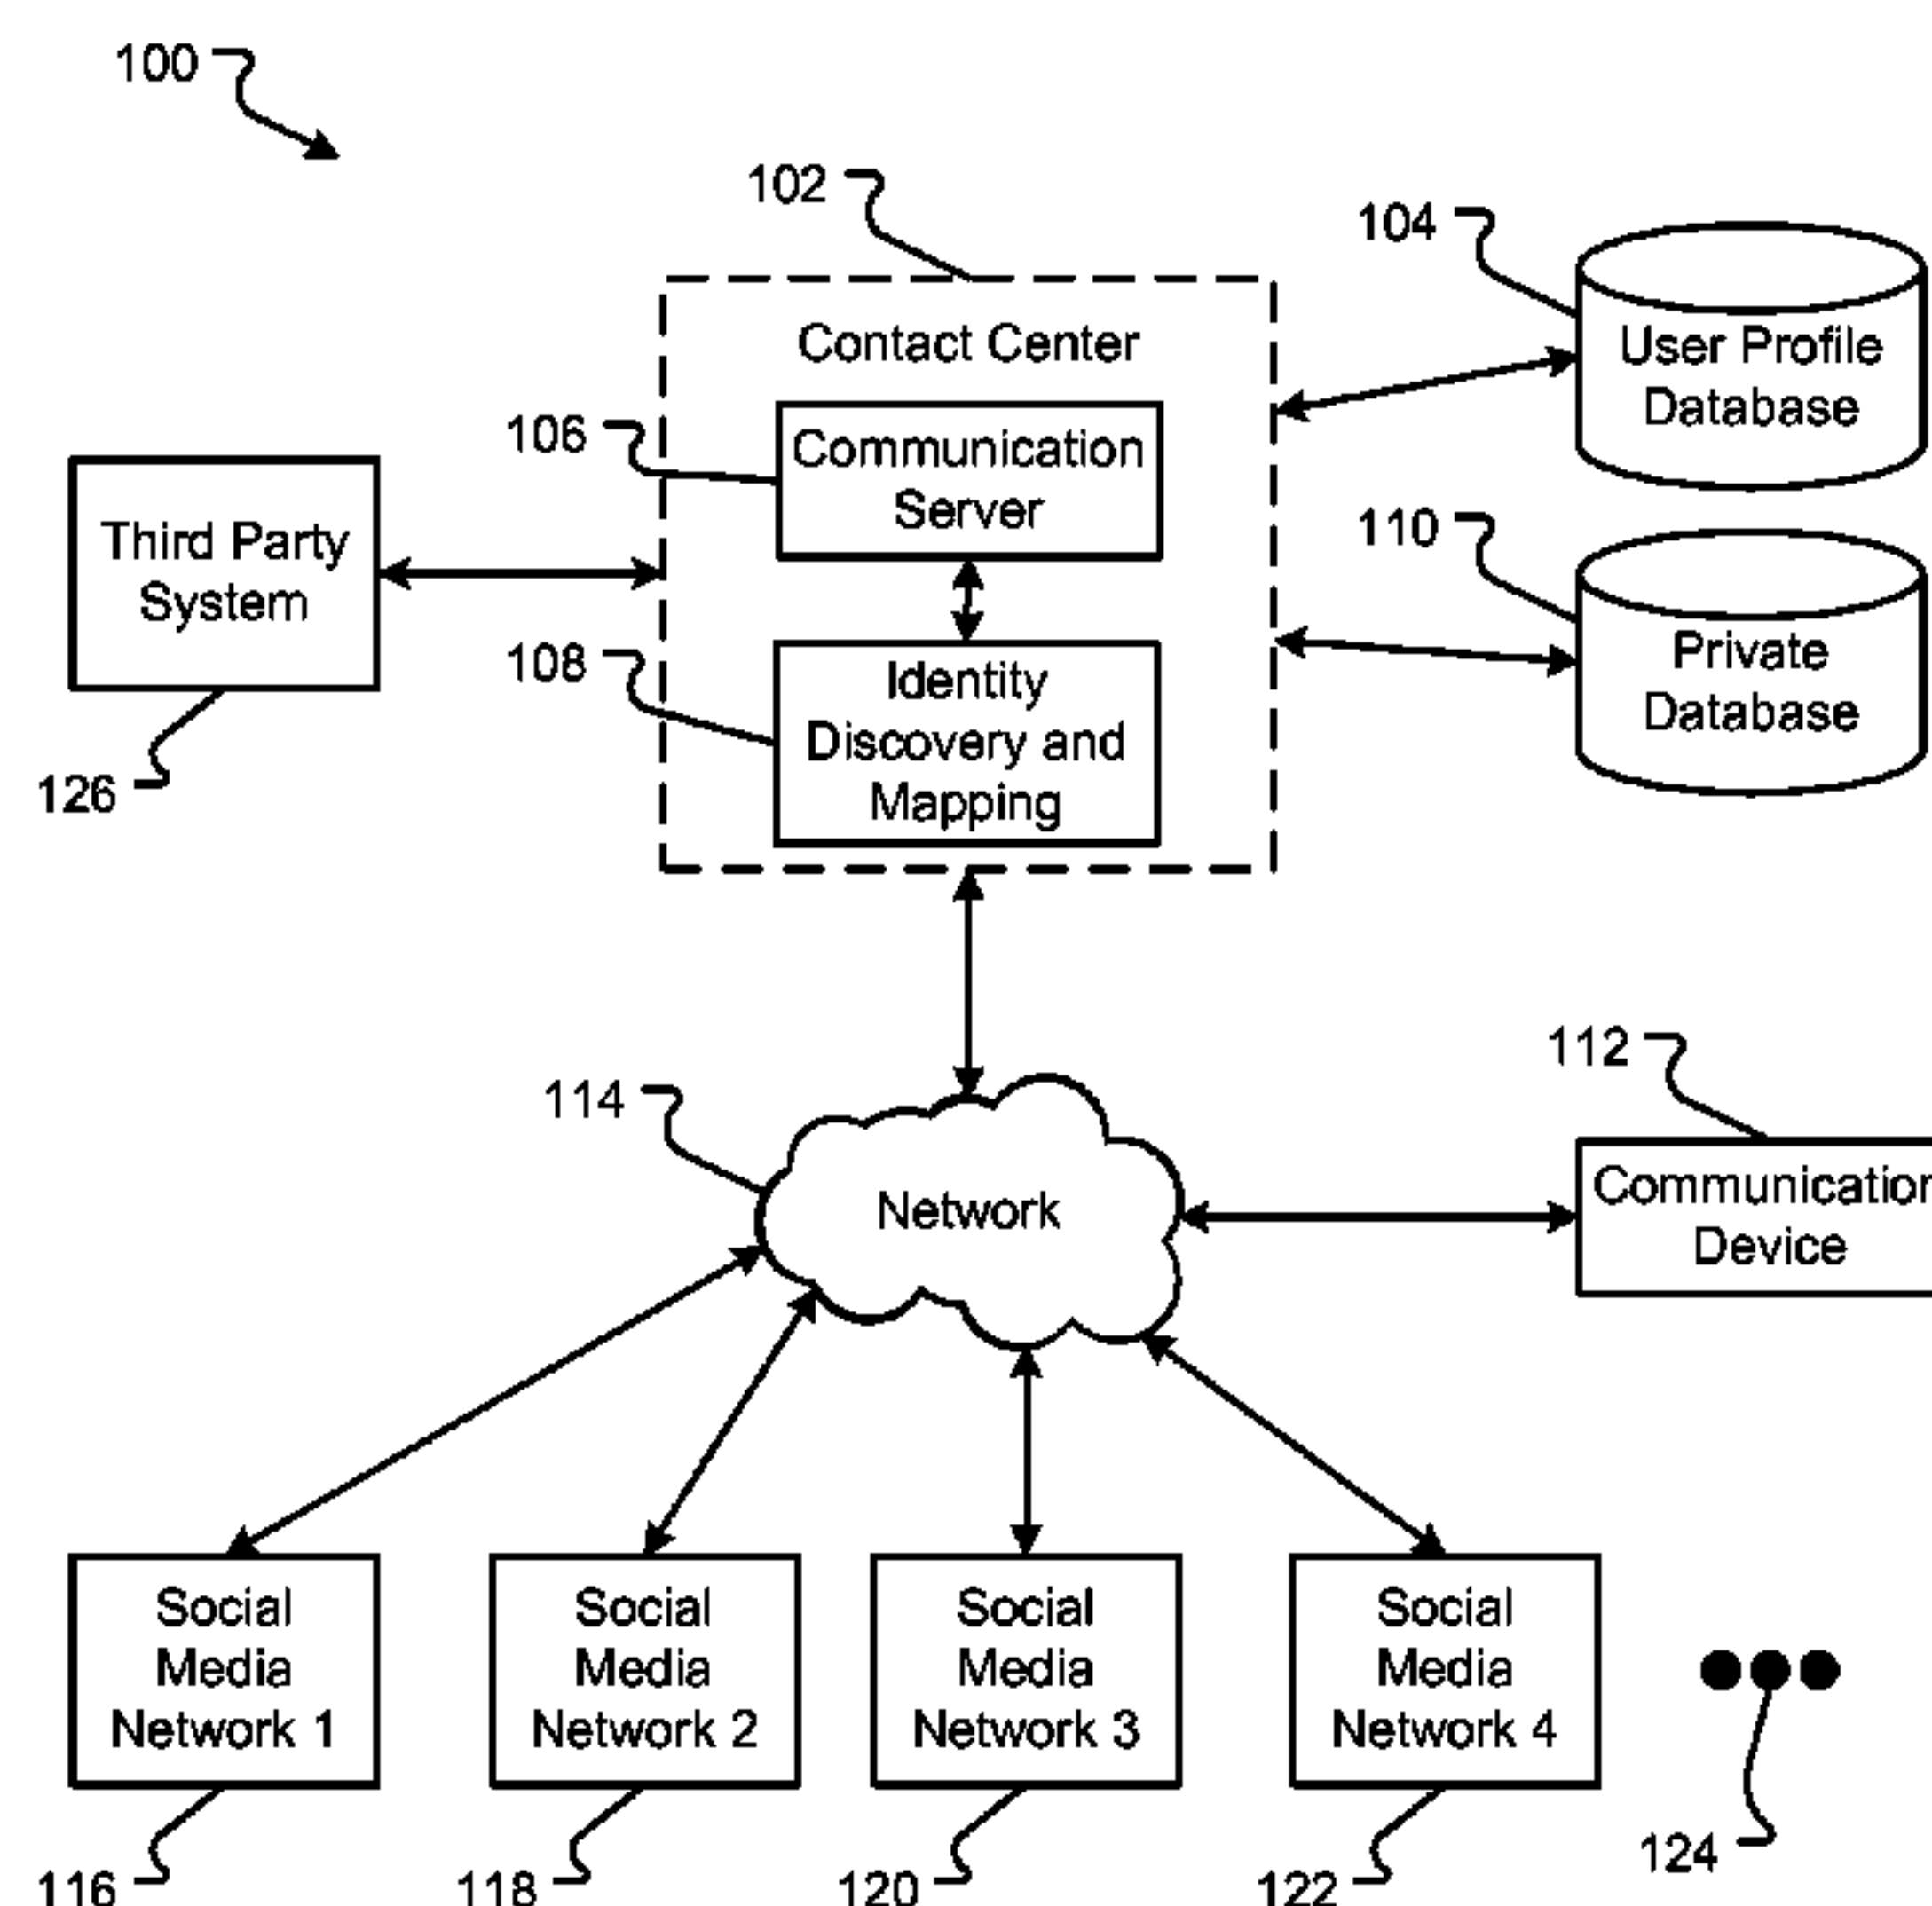 100
102
104
Contact Center
User Profile
Database
106
Communication
Server
Third Party
System
110
108
Identity
Discovery and
Mapping
Private
Database
126
112
114
Network
Communication
Device
Social
Media
Network 1
Social
Media
Network 2
Social
Media
Network 3
Social
Media
Network 4
124
116
118
120
122